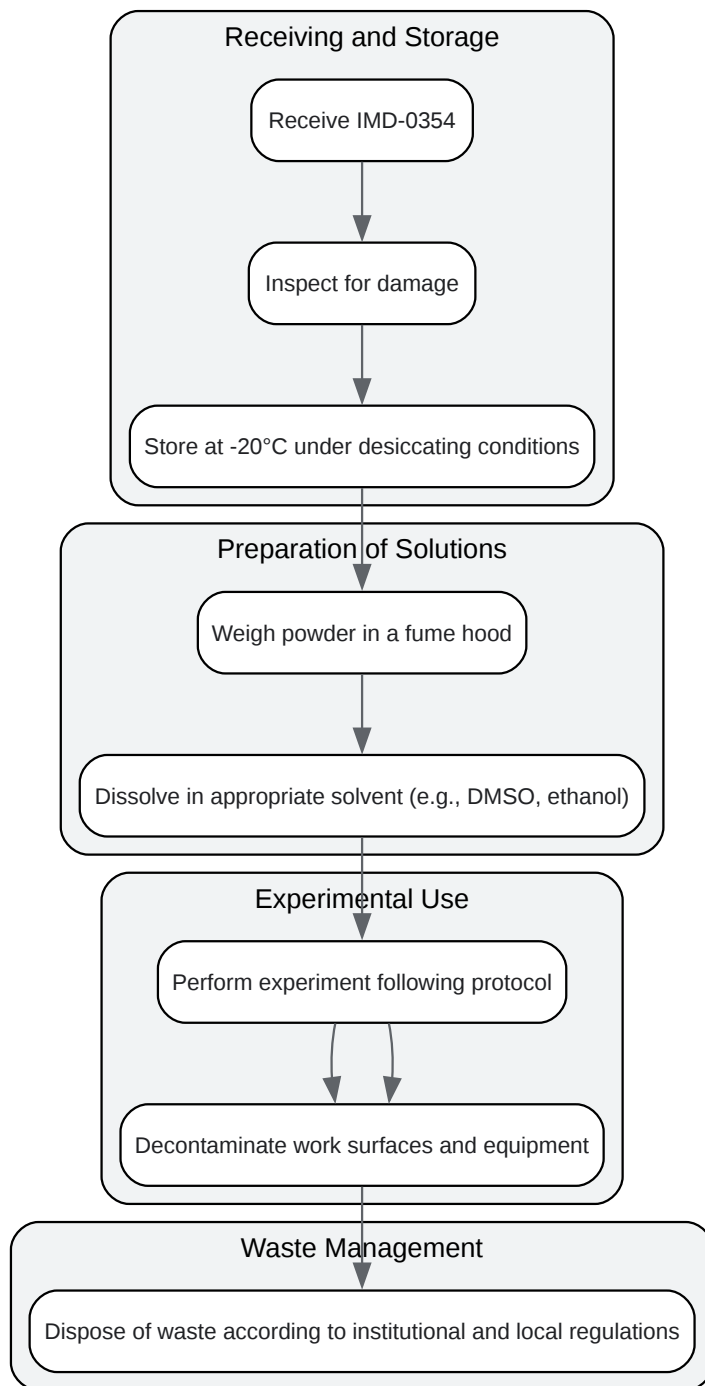 Receiving and Storage
Receive IMD-0354
Inspect for damage
Store at -20°C under desiccating conditions
Preparation of Solutions
Weigh powder in a fume hood
Dissolve in appropriate solvent (e.g., DMSO, ethanol)
Experimental Use
Perform experiment following protocol
Decontaminate work surfaces and equipment
Waste Management
Dispose of waste according to institutional and local regulations